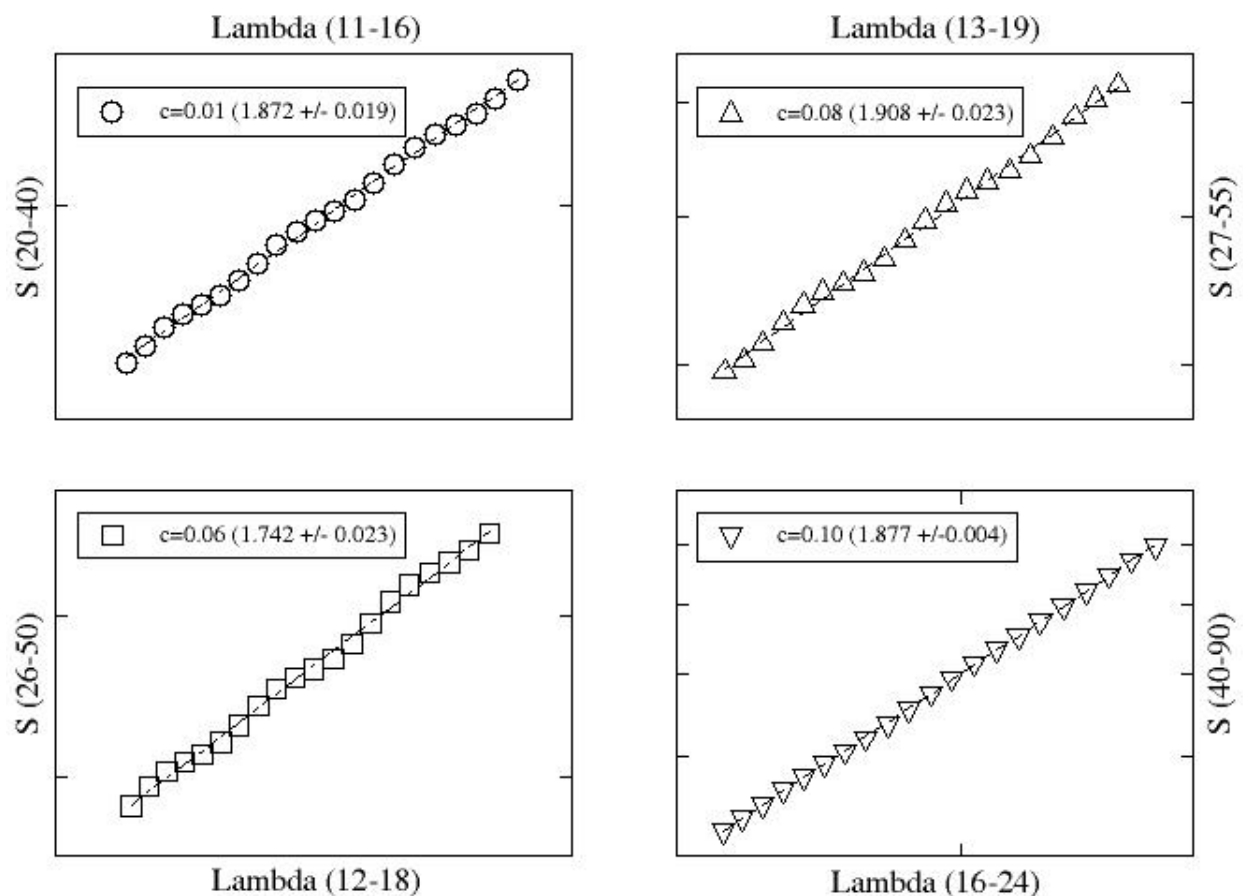 Lambda (11-16)
Lambda (13-19)
c=0.01 (1.872 +/- 0.019)
c=0.08 (1.908 +/- 0.023)
S (20-40)
S (27-55)
c=0.06 (1.742 +/- 0.023)
c=0.10 (1.877 +/-0.004)
S (26-50)
S (40-90)
Lambda (12-18)
Lambda (16-24)